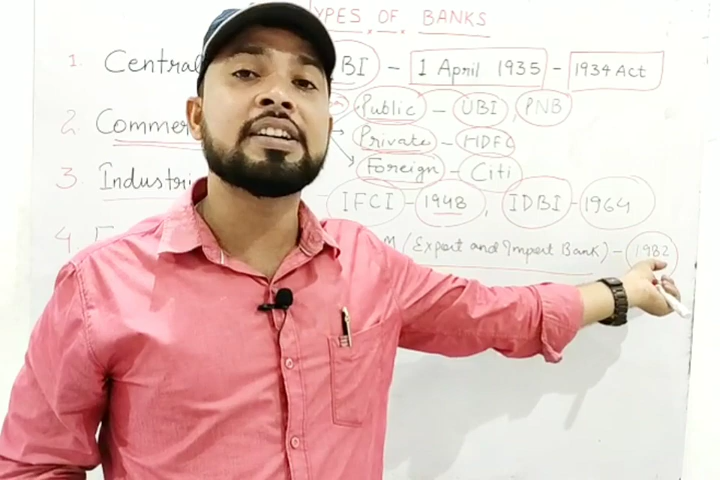 YPES OF BANKS
1. Central BI - 1 April 1935 - 1934 Act
2. Commer Public - UBI, PNB
Private - HDFC
Foreign - Citi
3. Industri IFCI - 1948, IDBI - 1964
4 E M (Export and Import Bank) - 1982